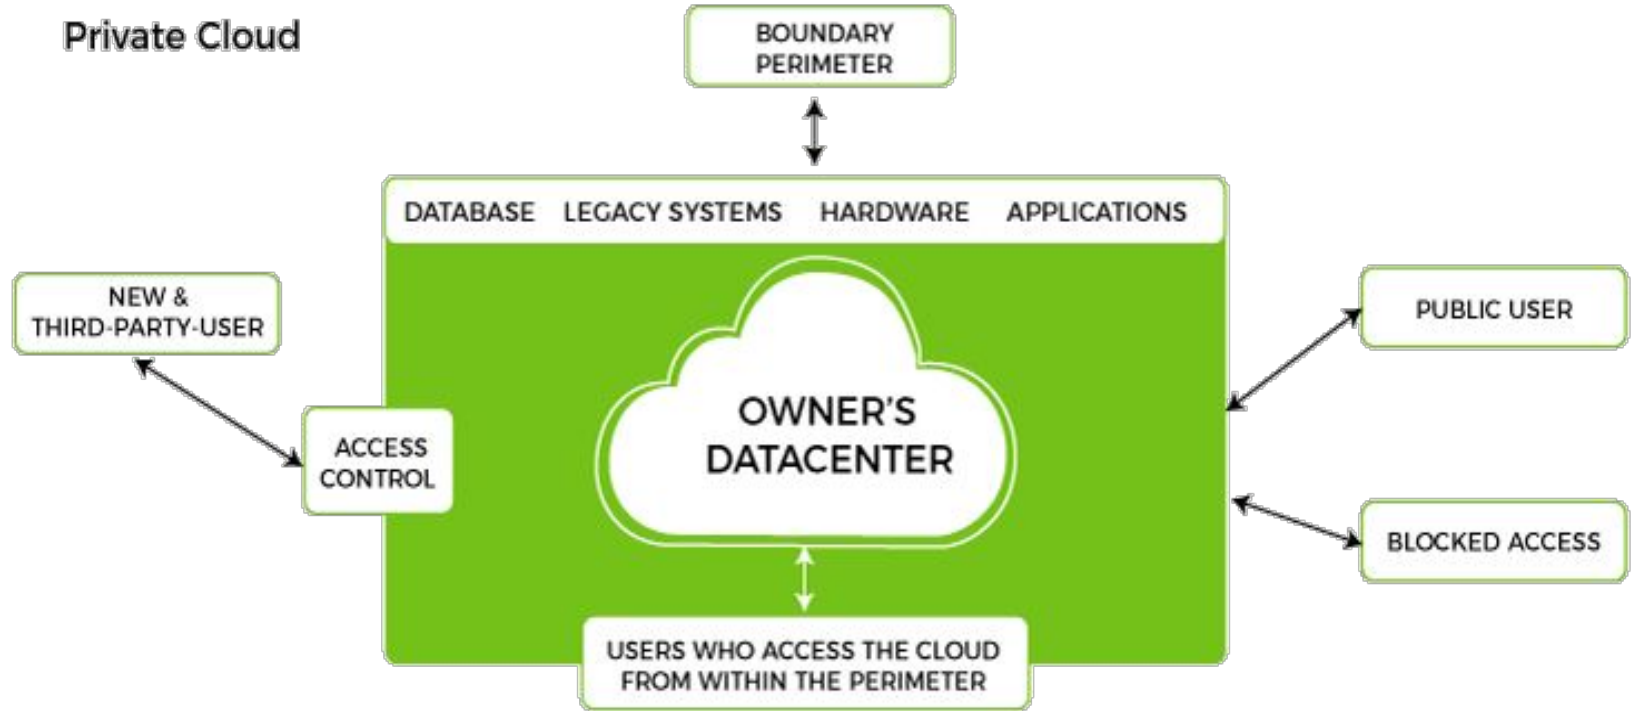 Private Cloud
BOUNDARY
PERIMETER
DATABASE LEGACY SYSTEMS HARDWARE APPLICATIONS
NEW &
THIRD-PARTY-USER
PUBLIC USER
OWNER'S
DATACENTER
ACCESS
CONTROL
BLOCKED ACCESS
USERS WHO ACCESS THE CLOUD
FROM WITHIN THE PERIMETER